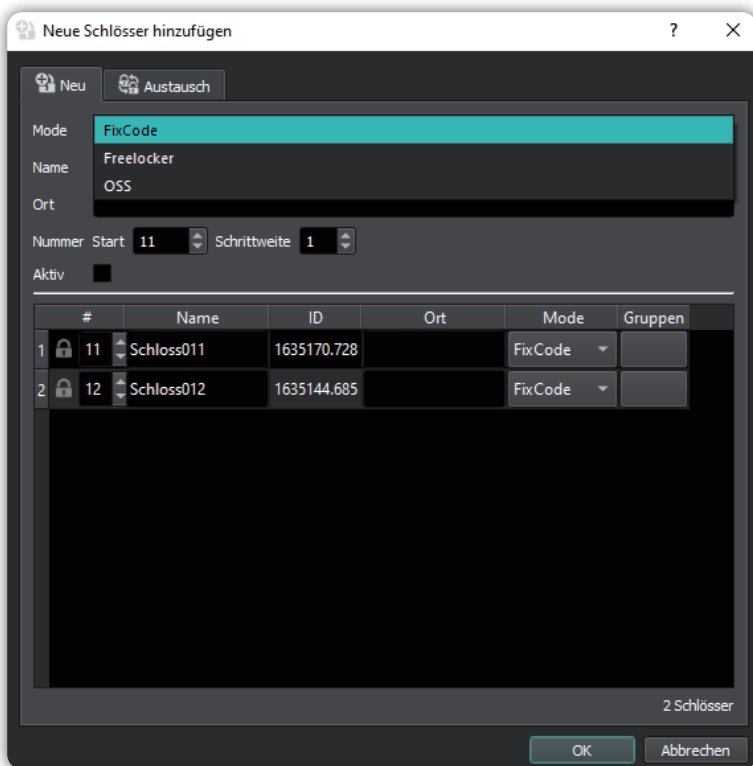 Neue Schlösser hinzufügen ? ×
Neu Austausch
Mode FixCode
Name Freelocker
OSS
Ort
Nummer Start 11 Schrittweite 1
Aktiv
# Name ID Ort Mode Gruppen
1 11 Schloss011 1635170.728 FixCode
2 12 Schloss012 1635144.685 FixCode
2 Schlösser
OK Abbrechen